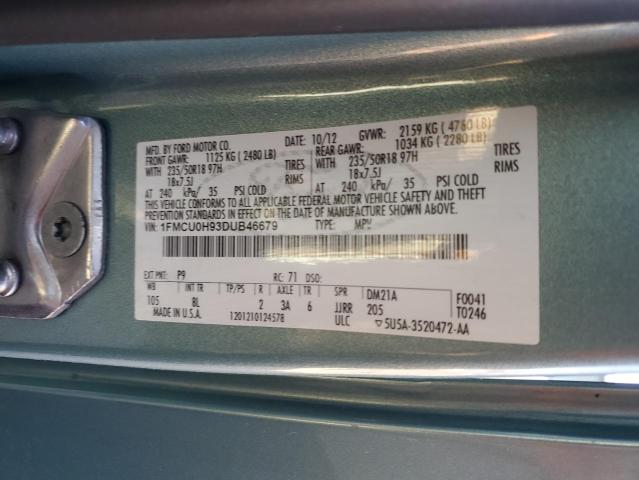 MFD. BY FORD MOTOR CO. DATE: 10/12 GVWR: 2159 KG ( 4780 LB)
FRONT GAWR: 1125 KG ( 2480 LB) REAR GAWR: 1034 KG ( 2280 LB)
WITH 235/50R18 97H TIRES WITH 235/50R18 97H TIRES
18x7.5J RIMS 18x7.5J RIMS
AT 240 kPa/ 35 PSI COLD AT 240 kPa/ 35 PSI COLD
THIS VEHICLE CONFORMS TO ALL APPLICABLE FEDERAL MOTOR VEHICLE SAFETY AND THEFT
PREVENTION STANDARDS IN EFFECT ON THE DATE OF MANUFACTURE SHOWN ABOVE.
VIN: 1FMCU0H93DUB46679 TYPE: MPV
EXT PNT: P9 RC: 71 DSO:
WB INT TR TP/PS R AXLE TR SPR DM21A F0041
105 8L 2 3A 6 JJRR 205 T0246
MADE IN U.S.A. 1201210124578 ULC 5U5A-3520472-AA